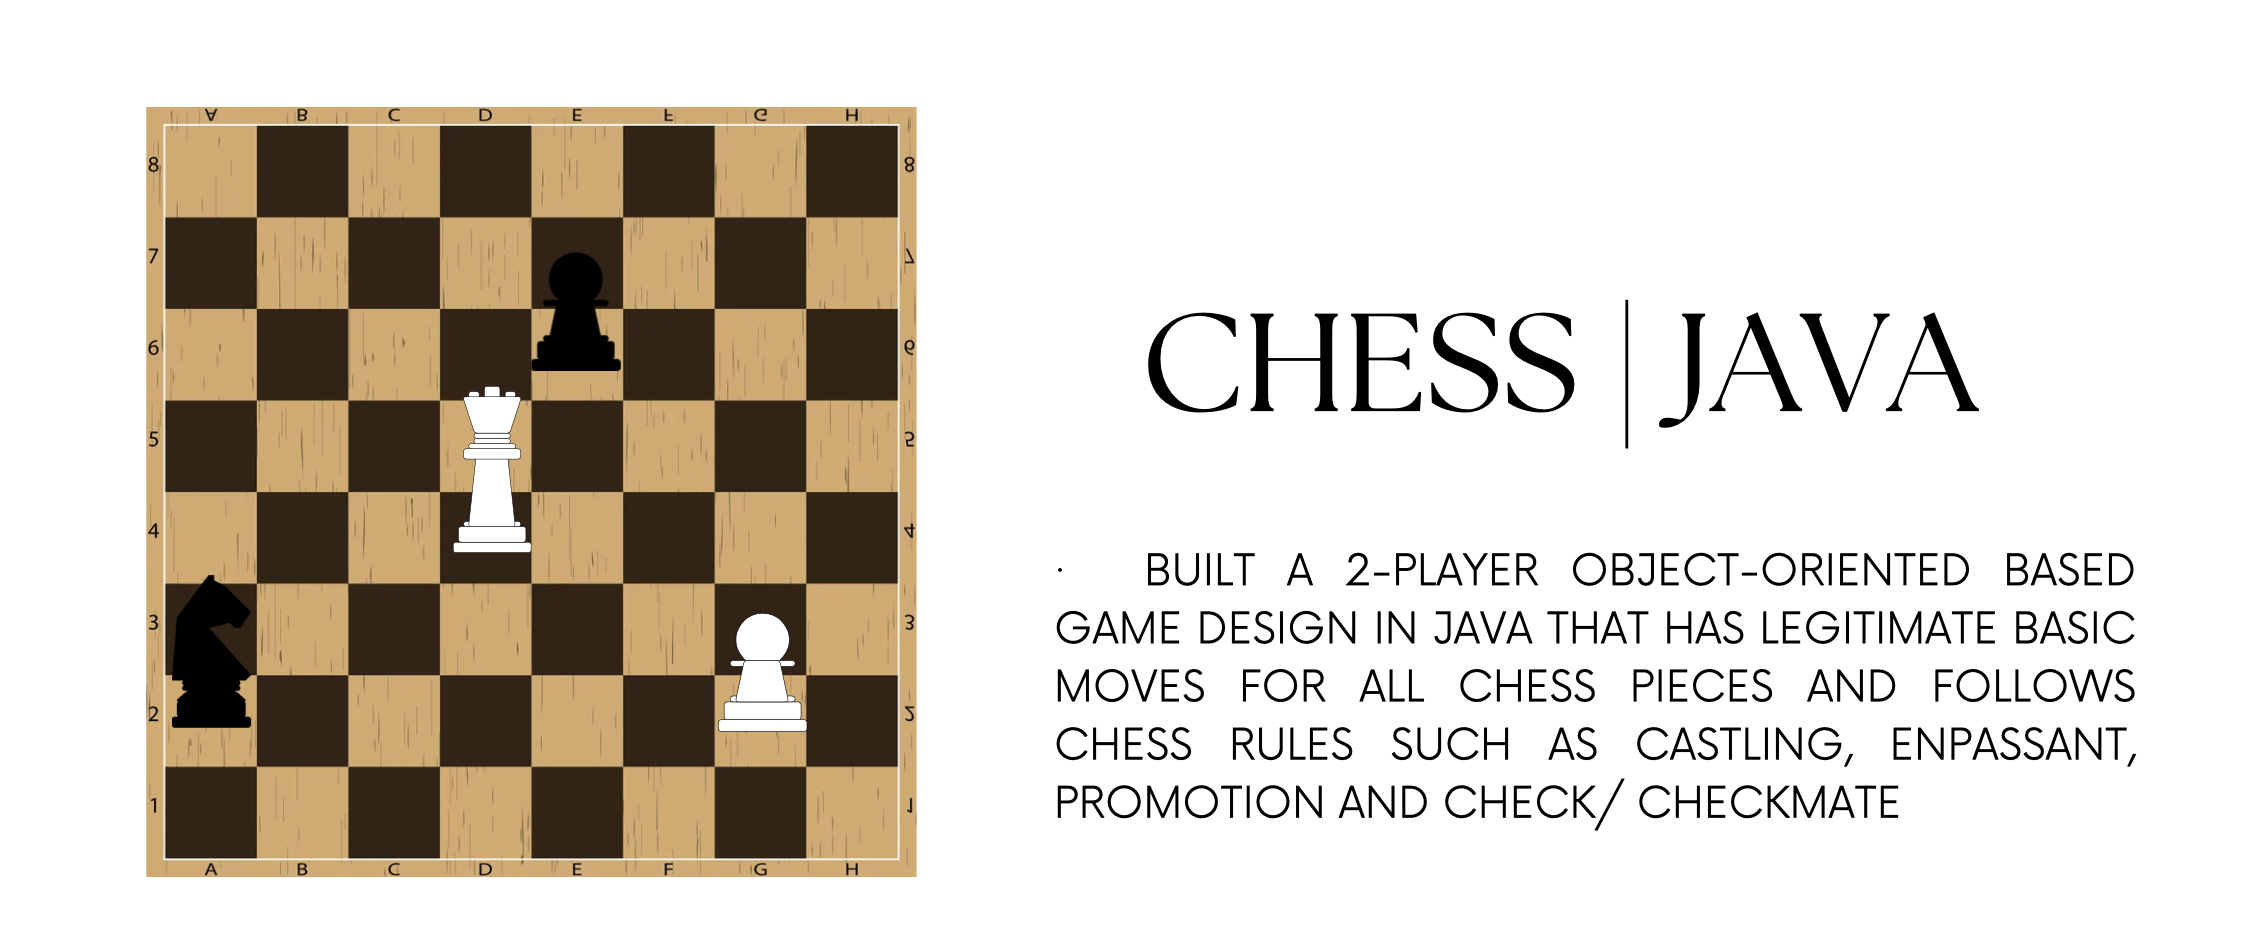 A B C D E F G H
8 8
7 7
6 6
5 5
4 4
3 3
2 2
1 1
A B C D E F G H
CHESS | JAVA
· BUILT A 2-PLAYER OBJECT-ORIENTED BASED
GAME DESIGN IN JAVA THAT HAS LEGITIMATE BASIC
MOVES FOR ALL CHESS PIECES AND FOLLOWS
CHESS RULES SUCH AS CASTLING, ENPASSANT,
PROMOTION AND CHECK/ CHECKMATE